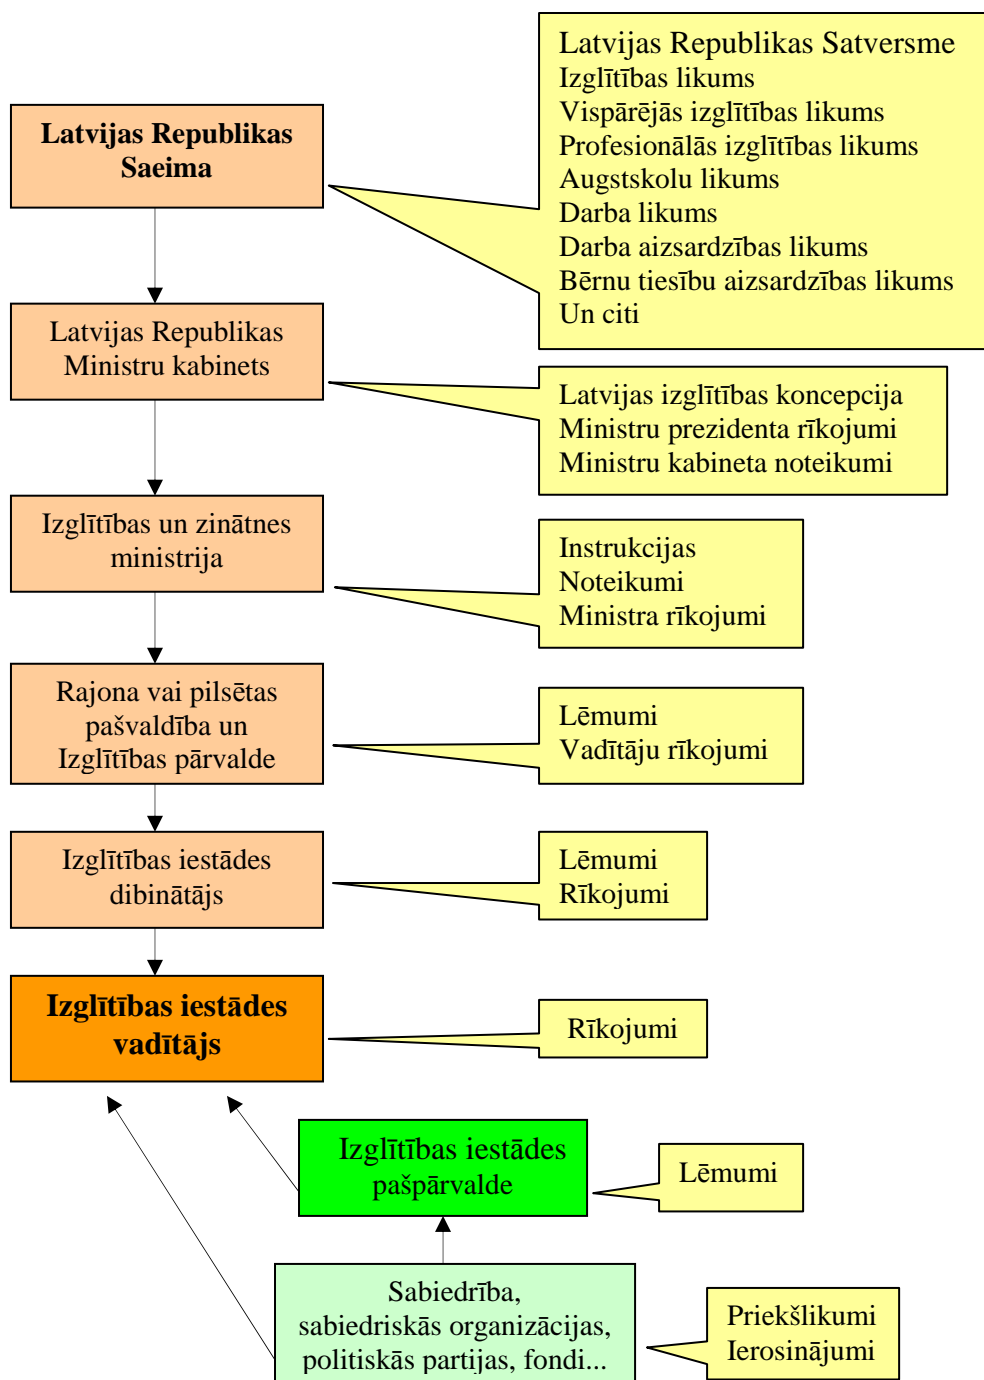 Latvijas Republikas
Saeima
Latvijas Republikas Satversme
Izglītības likums
Vispārējās izglītības likums
Profesionālās izglītības likums
Augstskolu likums
Darba likums
Darba aizsardzības likums
Bērnu tiesību aizsardzības likums
Un citi
Latvijas Republikas
Ministru kabinets
Latvijas izglītības koncepcija
Ministru prezidenta rīkojumi
Ministru kabineta noteikumi
Izglītības un zinātnes
ministrija
Instrukcijas
Noteikumi
Ministra rīkojumi
Rajona vai pilsētas
pašvaldība un
Izglītības pārvalde
Lēmumi
Vadītāju rīkojumi
Izglītības iestādes
dibinātājs
Lēmumi
Rīkojumi
Izglītības iestādes
vadītājs
Rīkojumi
Izglītības iestādes
pašpārvalde
Lēmumi
Sabiedrība,
sabiedriskās organizācijas,
politiskās partijas, fondi...
Priekšlikumi
Ierosinājumi